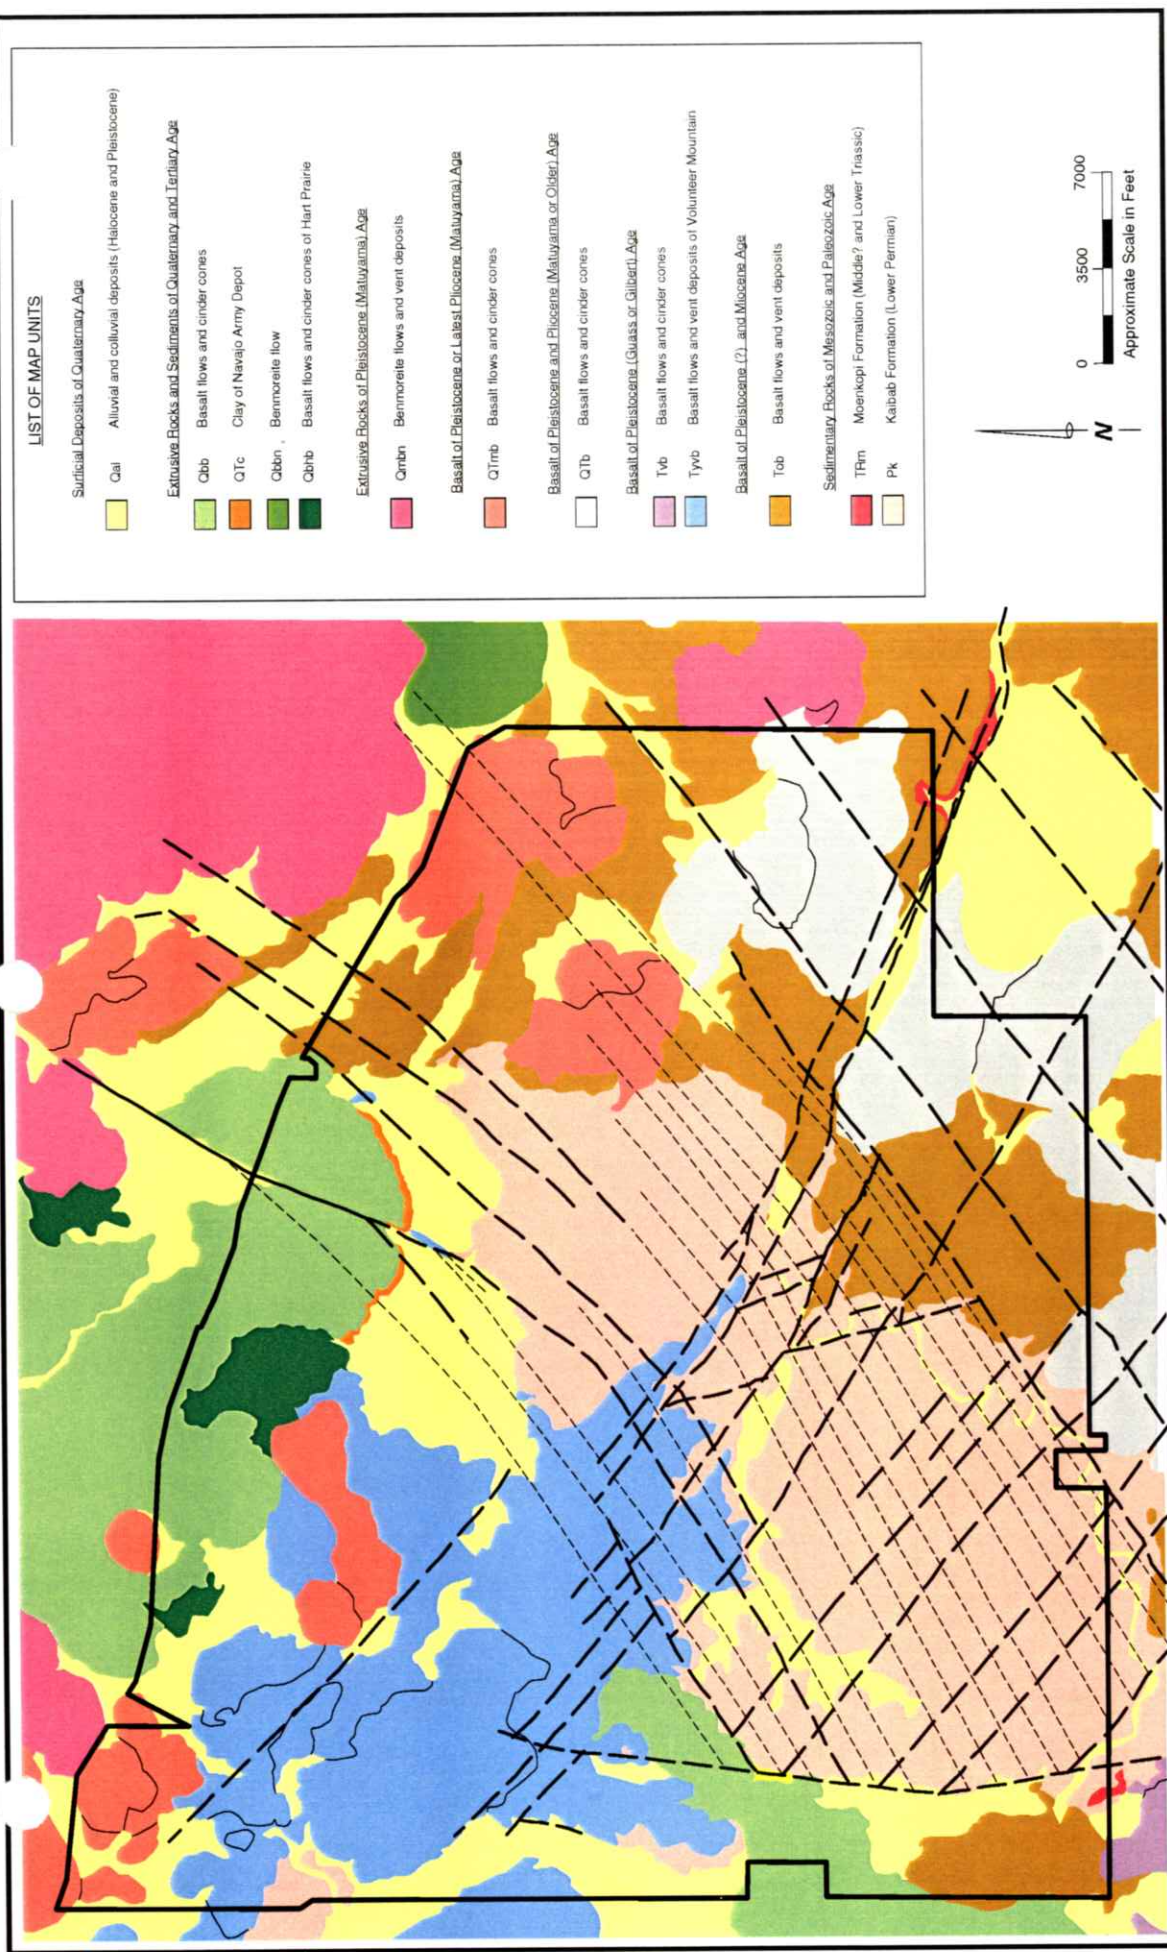 LIST OF MAP UNITS
Surficial Deposits of Quaternary Age
Qal Alluvial and colluvial deposits (Halocene and Pleistocene)
Extrusive Rocks and Sediments of Quaternary and Tertiary Age
Qbb Basalt flows and cinder cones
QTc Clay of Navajo Army Depot
Qbbn Benmoreite flow
Qbhb Basalt flows and cinder cones of Hart Prairie
Extrusive Rocks of Pleistocene (Matuyama) Age
Qmbn Benmoreite flows and vent deposits
Basalt of Pleistocene or Latest Pliocene (Matuyama) Age
QTmb Basalt flows and cinder cones
Basalt of Pleistocene and Pliocene (Matuyama or Older) Age
QTb Basalt flows and cinder cones
Basalt of Pleistocene (Guass or Gilbert) Age
Tvb Basalt flows and cinder cones
Tyvb Basalt flows and vent deposits of Volunteer Mountain
Basalt of Pleistocene (?) and Miocene Age
Tob Basalt flows and vent deposits
Sedimentary Rocks of Mesozoic and Paleozoic Age
TRm Moenkopi Formation (Middle? and Lower Triassic)
Pk Kaibab Formation (Lower Permian)
N
0 3500 7000
Approximate Scale in Feet